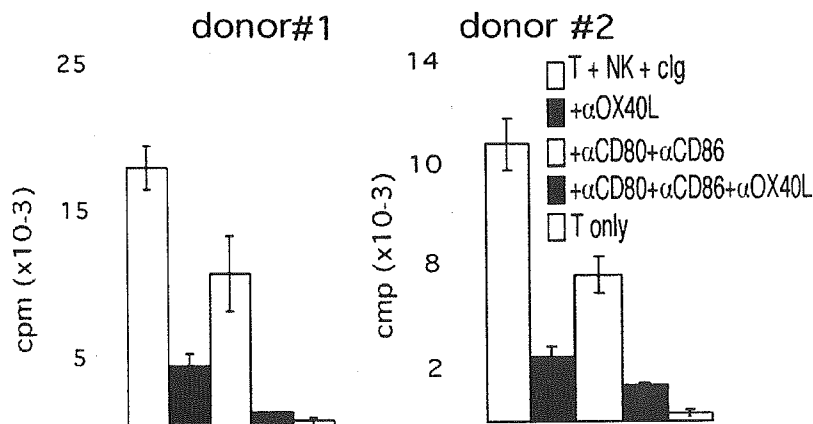 donor#1
25
15
5
cpm (x10-3)
donor #2
14
10
8
2
cmp (x10-3)
T + NK + cIg
+αOX40L
+αCD80+αCD86
+αCD80+αCD86+αOX40L
T only